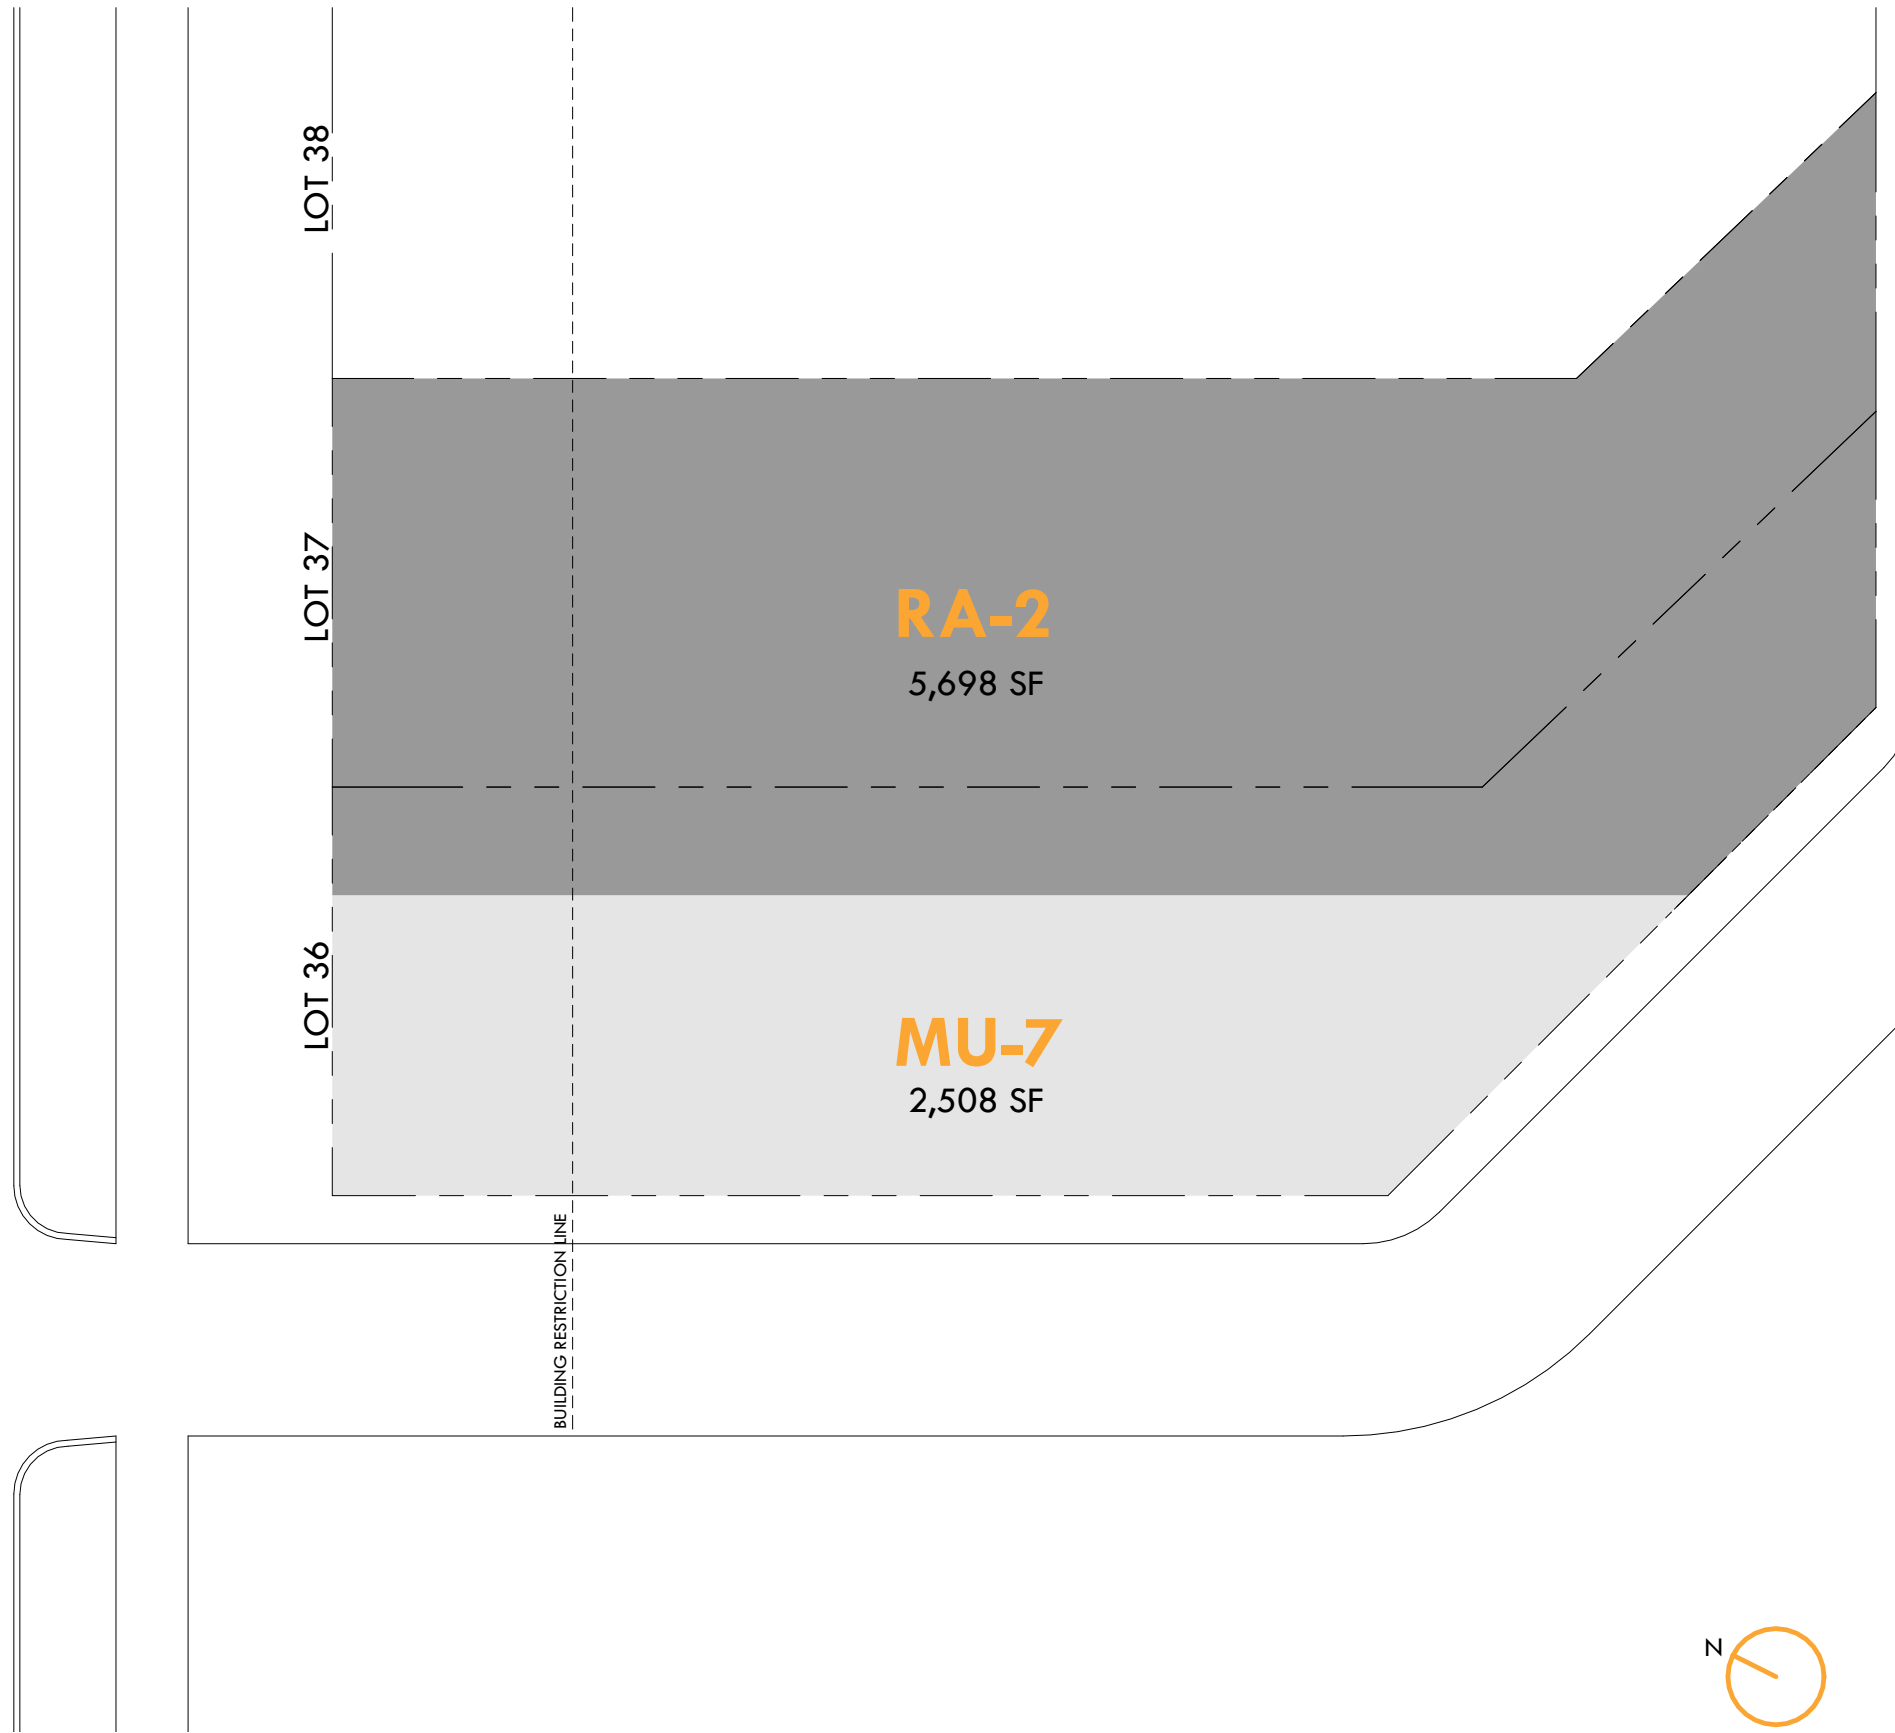 LOT 38
LOT 37
RA-2
5,698 SF
LOT 36
MU-7
2,508 SF
BUILDING RESTRICTION LINE
N